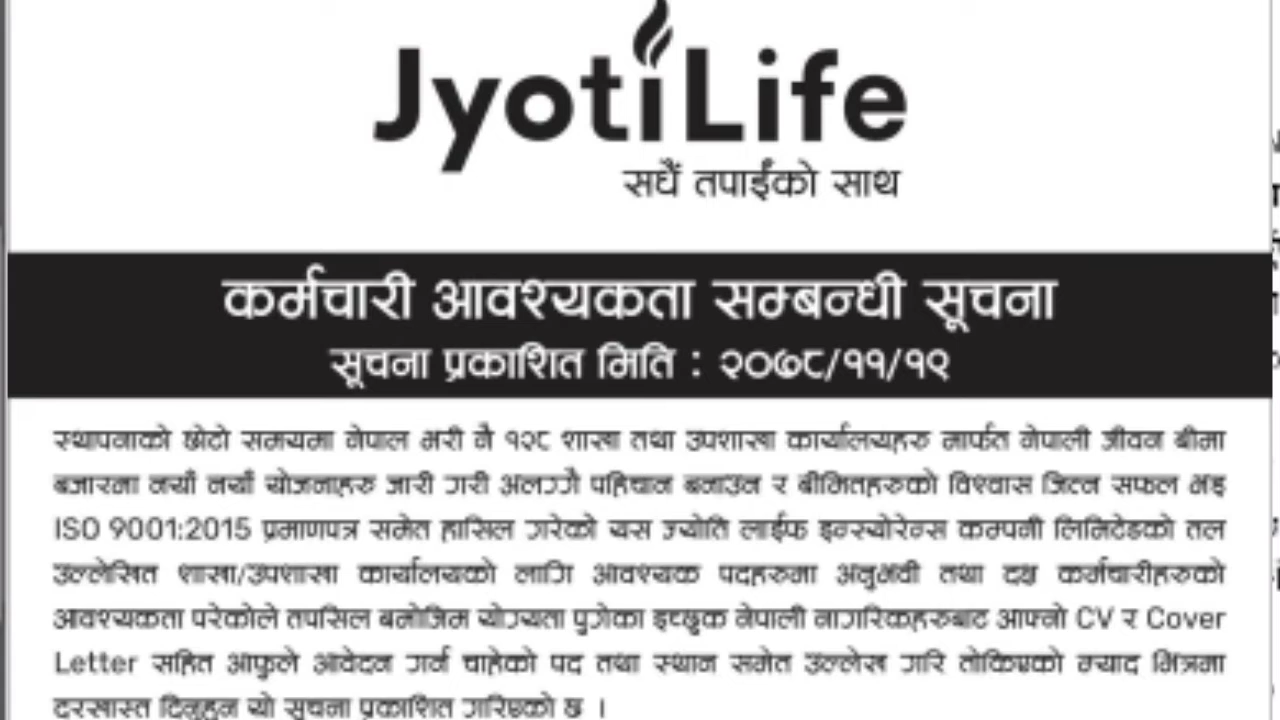 JyotiLife
सधैं तपाईंको साथ
कर्मचारी आवश्यकता सम्बन्धी सूचना
सूचना प्रकाशित मिति : २०७८/११/१९
स्थापनाको छोटो समयमा नेपाल भरी नै १२८ शाखा तथा उपशाखा कार्यालयहरु मार्फत नेपाली जीवन बीमा
बजारमा नयाँ नयाँ योजनाहरु जारी गरी अलग्गै पहिचान बनाउन र बीमितहरुको विश्वास जित्न सफल भइ
ISO 9001:2015 प्रमाणपत्र समेत हासिल गरेको यस ज्योति लाईफ इन्स्योरेन्स कम्पनी लिमिटेडको तल
उल्लेखित शाखा/उपशाखा कार्यालयको लागि आवश्यक पदहरुमा अनुभवी तथा दक्ष कर्मचारीहरुको
आवश्यकता परेकोले तपसिल बमोजिम योग्यता पुगेका इच्छुक नेपाली नागरिकहरुबाट आफ्नो CV र Cover
Letter सहित आफुले आवेदन गर्न चाहेको पद तथा स्थान समेत उल्लेख गरि तोकिएको म्याद भित्रमा
दरखास्त दिनुहुन यो सूचना प्रकाशित गरिएको छ ।